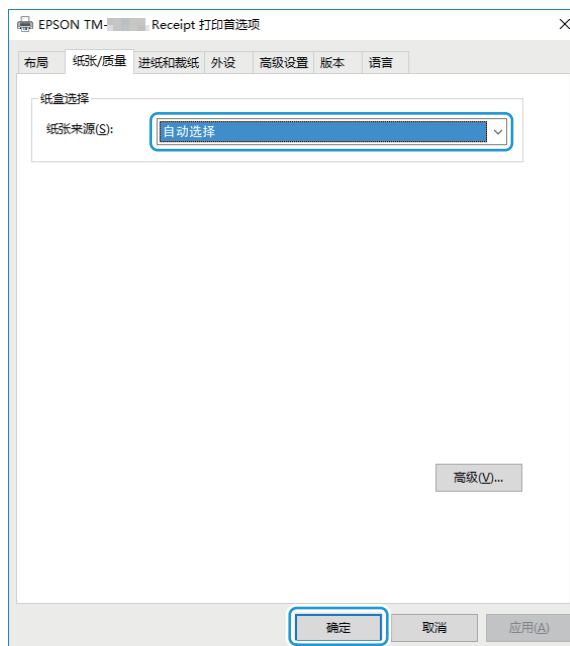 EPSON TM- Receipt 打印首选项
布局 纸张/质量 进纸和裁纸 外设 高级设置 版本 语言
纸盒选择
纸张来源(S): 自动选择
高级(V)...
确定 取消 应用(A)